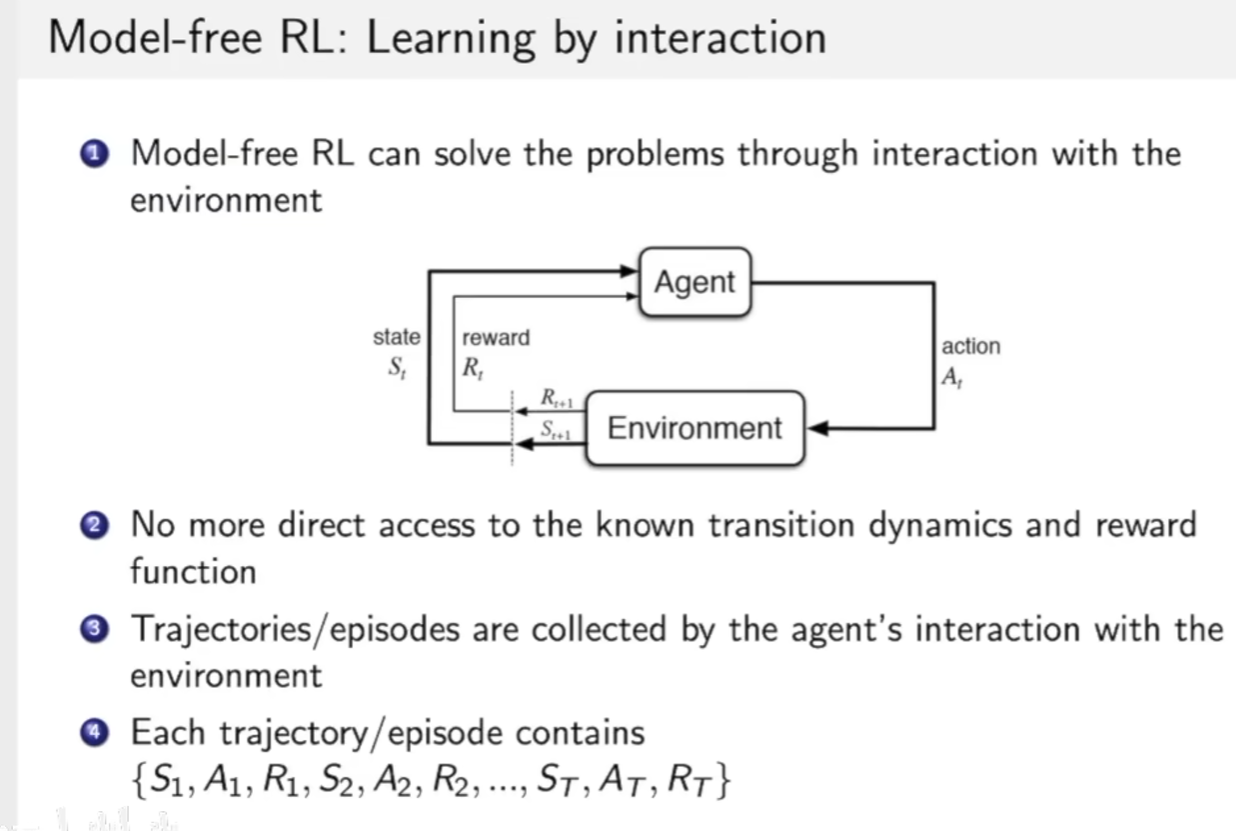 Model-free RL: Learning by interaction
1 Model-free RL can solve the problems through interaction with the
environment
Agent
state
S_t
reward
R_t
action
A_t
R_{t+1}
S_{t+1}
Environment
2 No more direct access to the known transition dynamics and reward
function
3 Trajectories/episodes are collected by the agent's interaction with the
environment
4 Each trajectory/episode contains
{S_1, A_1, R_1, S_2, A_2, R_2, ..., S_T, A_T, R_T}